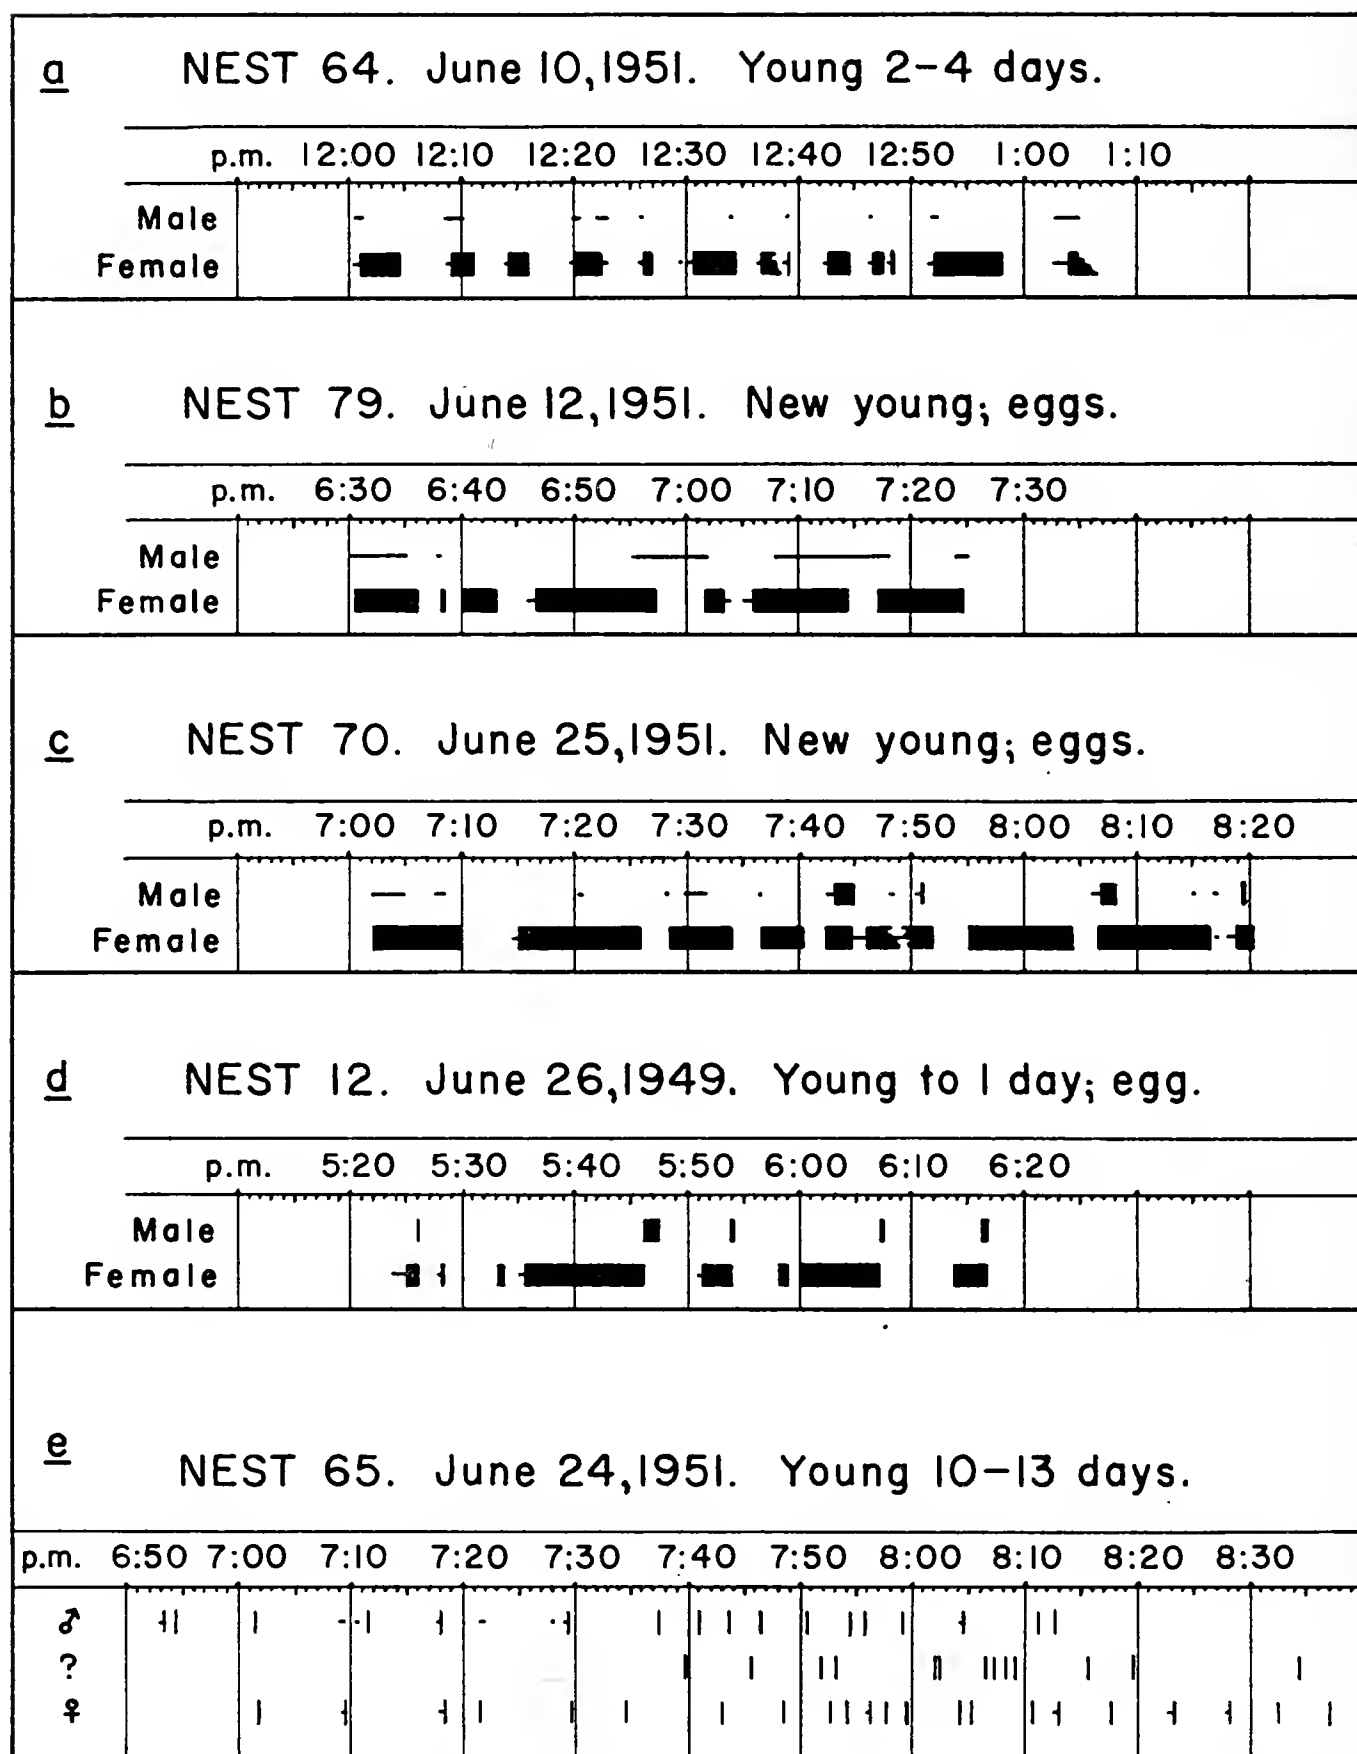 a NEST 64. June 10, 1951. Young 2-4 days.
p.m. 12:00 12:10 12:20 12:30 12:40 12:50 1:00 1:10
Male
Female
b NEST 79. June 12, 1951. New young; eggs.
p.m. 6:30 6:40 6:50 7:00 7:10 7:20 7:30
Male
Female
c NEST 70. June 25, 1951. New young; eggs.
p.m. 7:00 7:10 7:20 7:30 7:40 7:50 8:00 8:10 8:20
Male
Female
d NEST 12. June 26, 1949. Young to 1 day; egg.
p.m. 5:20 5:30 5:40 5:50 6:00 6:10 6:20
Male
Female
e
NEST 65. June 24, 1951. Young 10-13 days.
p.m. 6:50 7:00 7:10 7:20 7:30 7:40 7:50 8:00 8:10 8:20 8:30
♂
?
♀